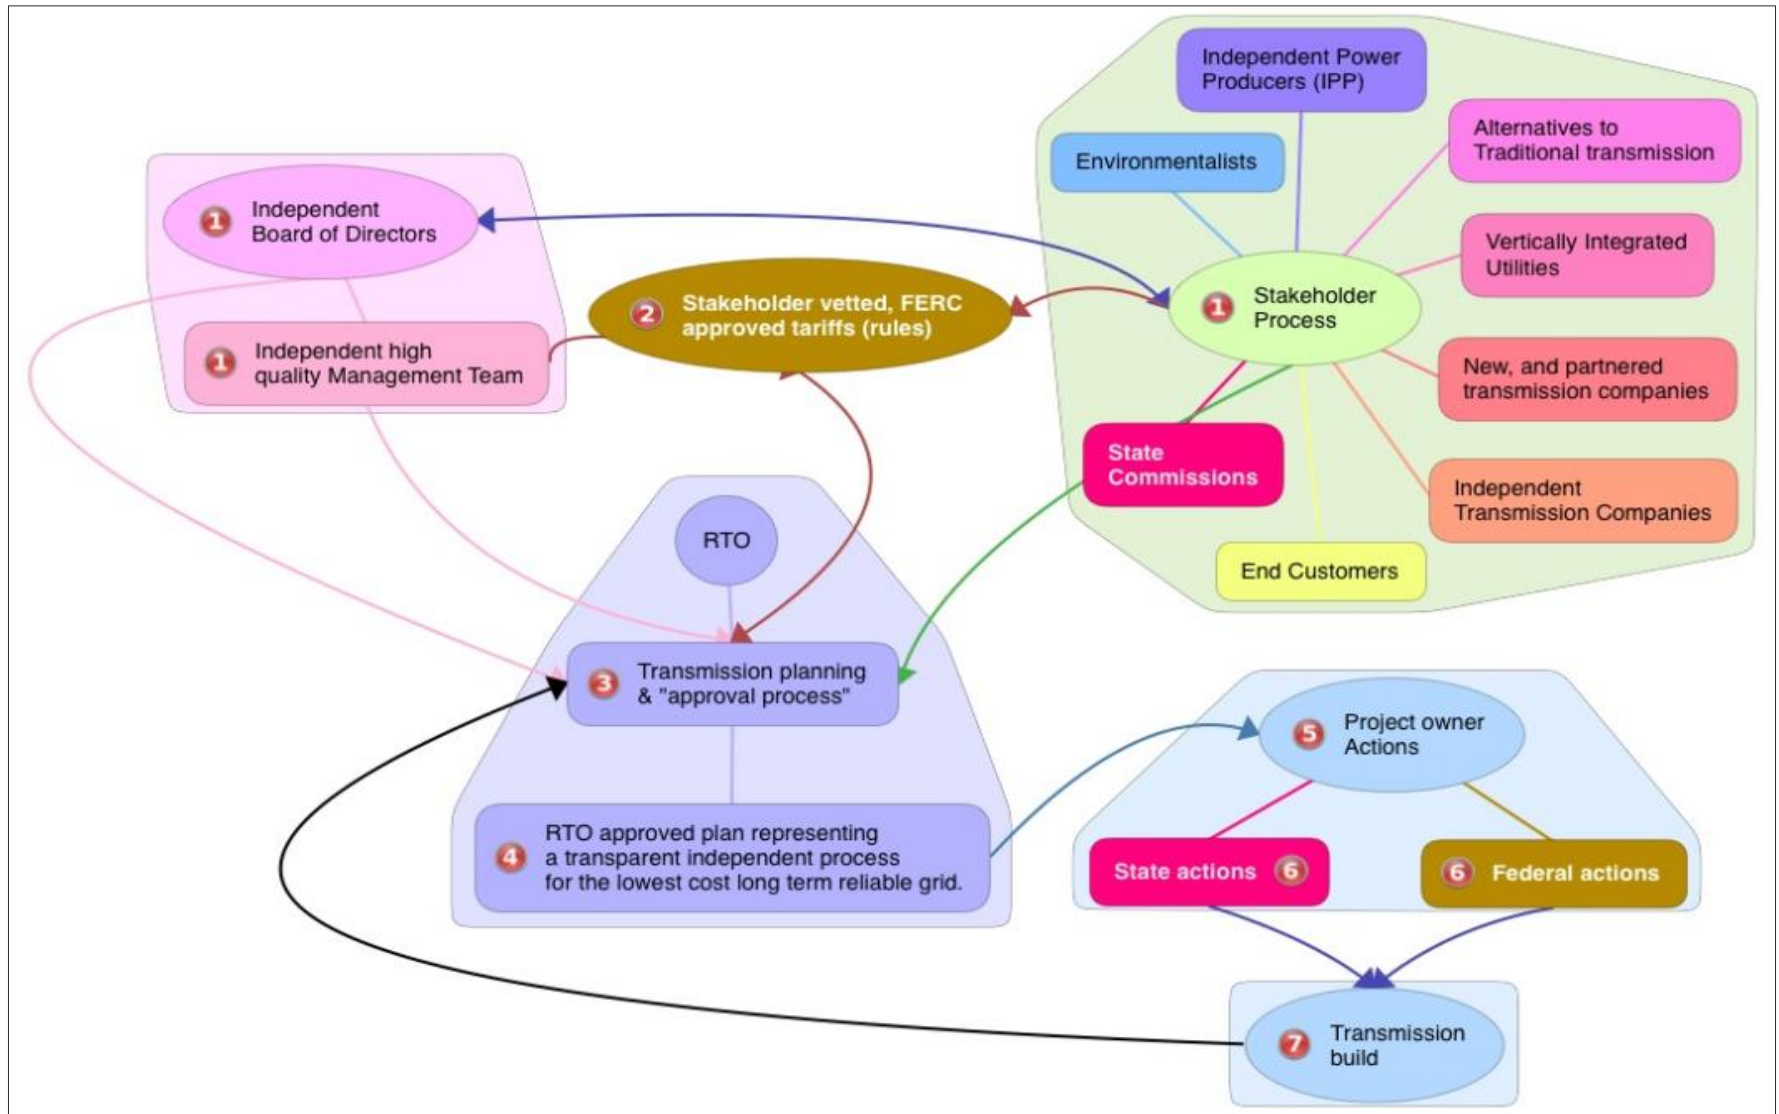 Independent Power
Producers (IPP)
Alternatives to
Traditional transmission
Environmentalists
1
Independent
Board of Directors
Vertically Integrated
Utilities
2
Stakeholder vetted, FERC
approved tariffs (rules)
1
Stakeholder
Process
1
Independent high
quality Management Team
New, and partnered
transmission companies
State
Commissions
Independent
Transmission Companies
RTO
End Customers
3
Transmission planning
& "approval process"
5
Project owner
Actions
4
RTO approved plan representing
a transparent independent process
for the lowest cost long term reliable grid.
State actions 6
6 Federal actions
7
Transmission
build